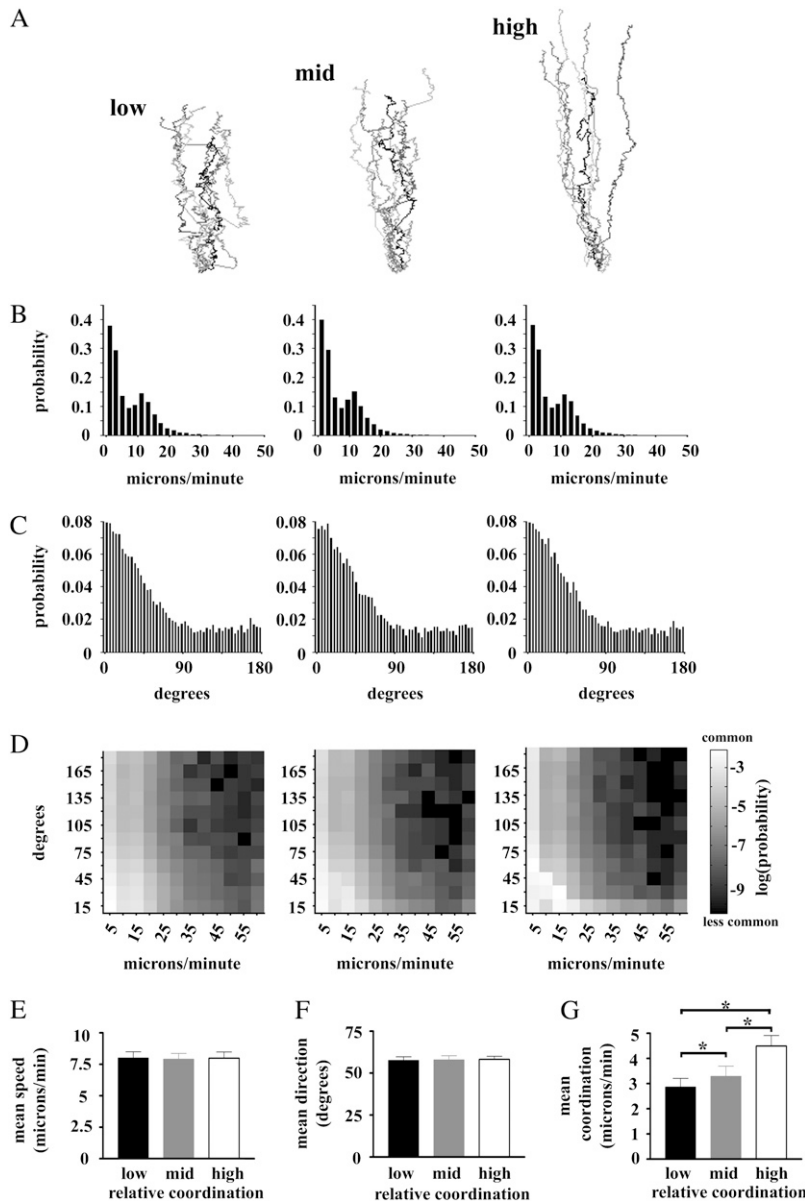 A
low
mid
high
B
probability
0.4
0.3
0.2
0.1
0
0 10 20 30 40 50
microns/minute
0.4
0.3
0.2
0.1
0
0 10 20 30 40 50
microns/minute
0.4
0.3
0.2
0.1
0
0 10 20 30 40 50
microns/minute
C
probability
0.08
0.06
0.04
0.02
0
0 90 180
degrees
0.08
0.06
0.04
0.02
0
0 90 180
degrees
0.08
0.06
0.04
0.02
0
0 90 180
degrees
D
degrees
165
135
105
75
45
15
5 15 25 35 45 55
microns/minute
165
135
105
75
45
15
5 15 25 35 45 55
microns/minute
165
135
105
75
45
15
5 15 25 35 45 55
microns/minute
common
-3
-5
-7
-9
less common
log(probability)
E
mean speed
(microns/min)
10
7.5
5
2.5
0
low mid high
relative coordination
F
mean direction
(degrees)
75
50
25
0
low mid high
relative coordination
G
mean
coordination
(microns/min)
5
4
3
2
1
0
*
*
*
low mid high
relative coordination